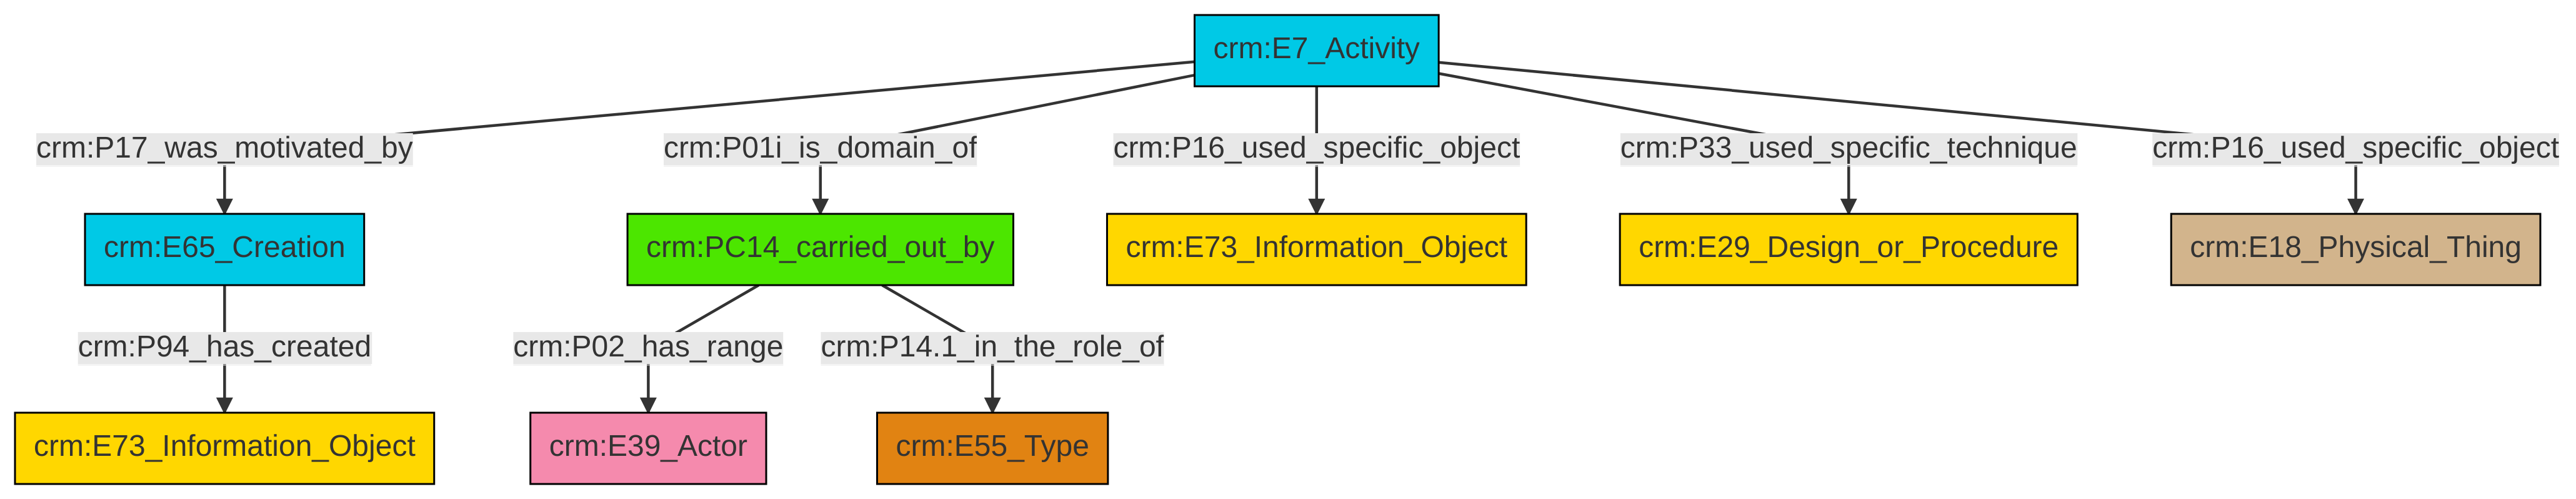 crm:E7_Activity
crm:P17_was_motivated_by
crm:P01i_is_domain_of
crm:P16_used_specific_object
crm:P33_used_specific_technique
crm:P16_used_specific_object
crm:E65_Creation
crm:PC14_carried_out_by
crm:E73_Information_Object
crm:E29_Design_or_Procedure
crm:E18_Physical_Thing
crm:P94_has_created
crm:P02_has_range
crm:P14.1_in_the_role_of
crm:E73_Information_Object
crm:E39_Actor
crm:E55_Type